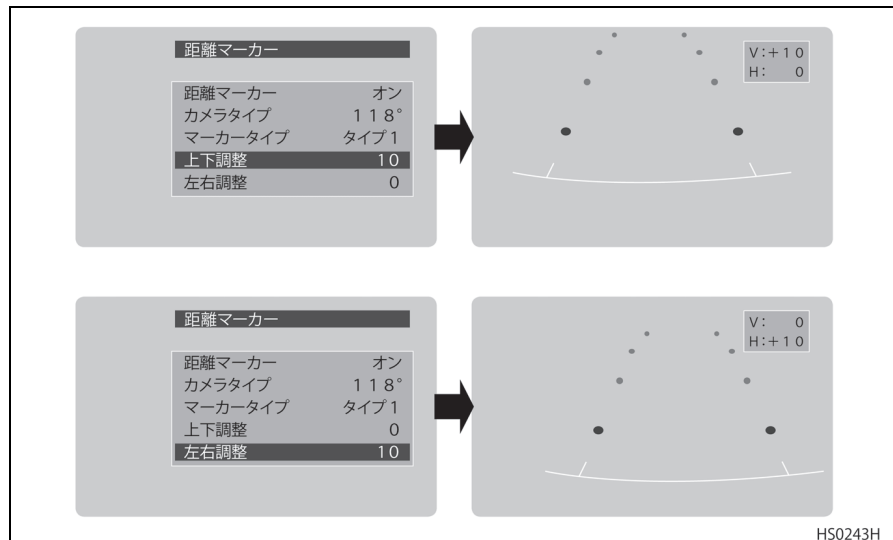 距離マーカー
距離マーカー オン
カメラタイプ 118°
マーカータイプ タイプ1
上下調整 10
左右調整 0
V:+10
H: 0
距離マーカー
距離マーカー オン
カメラタイプ 118°
マーカータイプ タイプ1
上下調整 0
左右調整 10
V: 0
H:+10
HS0243H